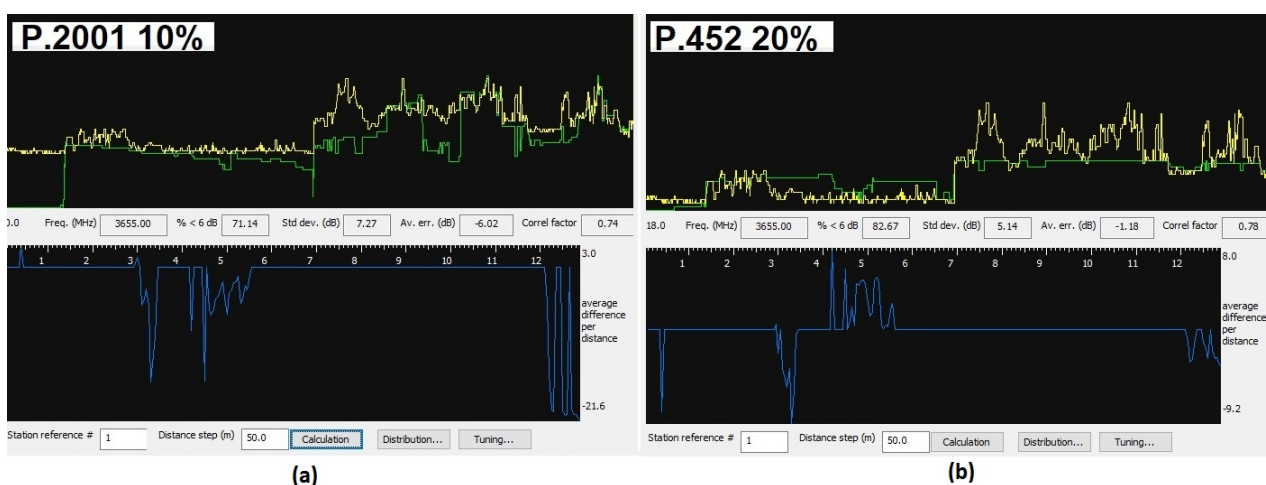 P.2001 10%
0.0 Freq. (MHz) 3655.00 % < 6 dB 71.14 Std dev. (dB) 7.27 Av. err. (dB) -6.02 Correl factor 0.74
3.0
1 2 3 4 5 6 7 8 9 10 11 12
average
difference
per
distance
-21.6
Station reference # 1 Distance step (m) 50.0 Calculation Distribution... Tuning...
(a)
P.452 20%
18.0 Freq. (MHz) 3655.00 % < 6 dB 82.67 Std dev. (dB) 5.14 Av. err. (dB) -1.18 Correl factor 0.78
8.0
1 2 3 4 5 6 7 8 9 10 11 12
average
difference
per
distance
-9.2
Station reference # 1 Distance step (m) 50.0 Calculation Distribution... Tuning...
(b)